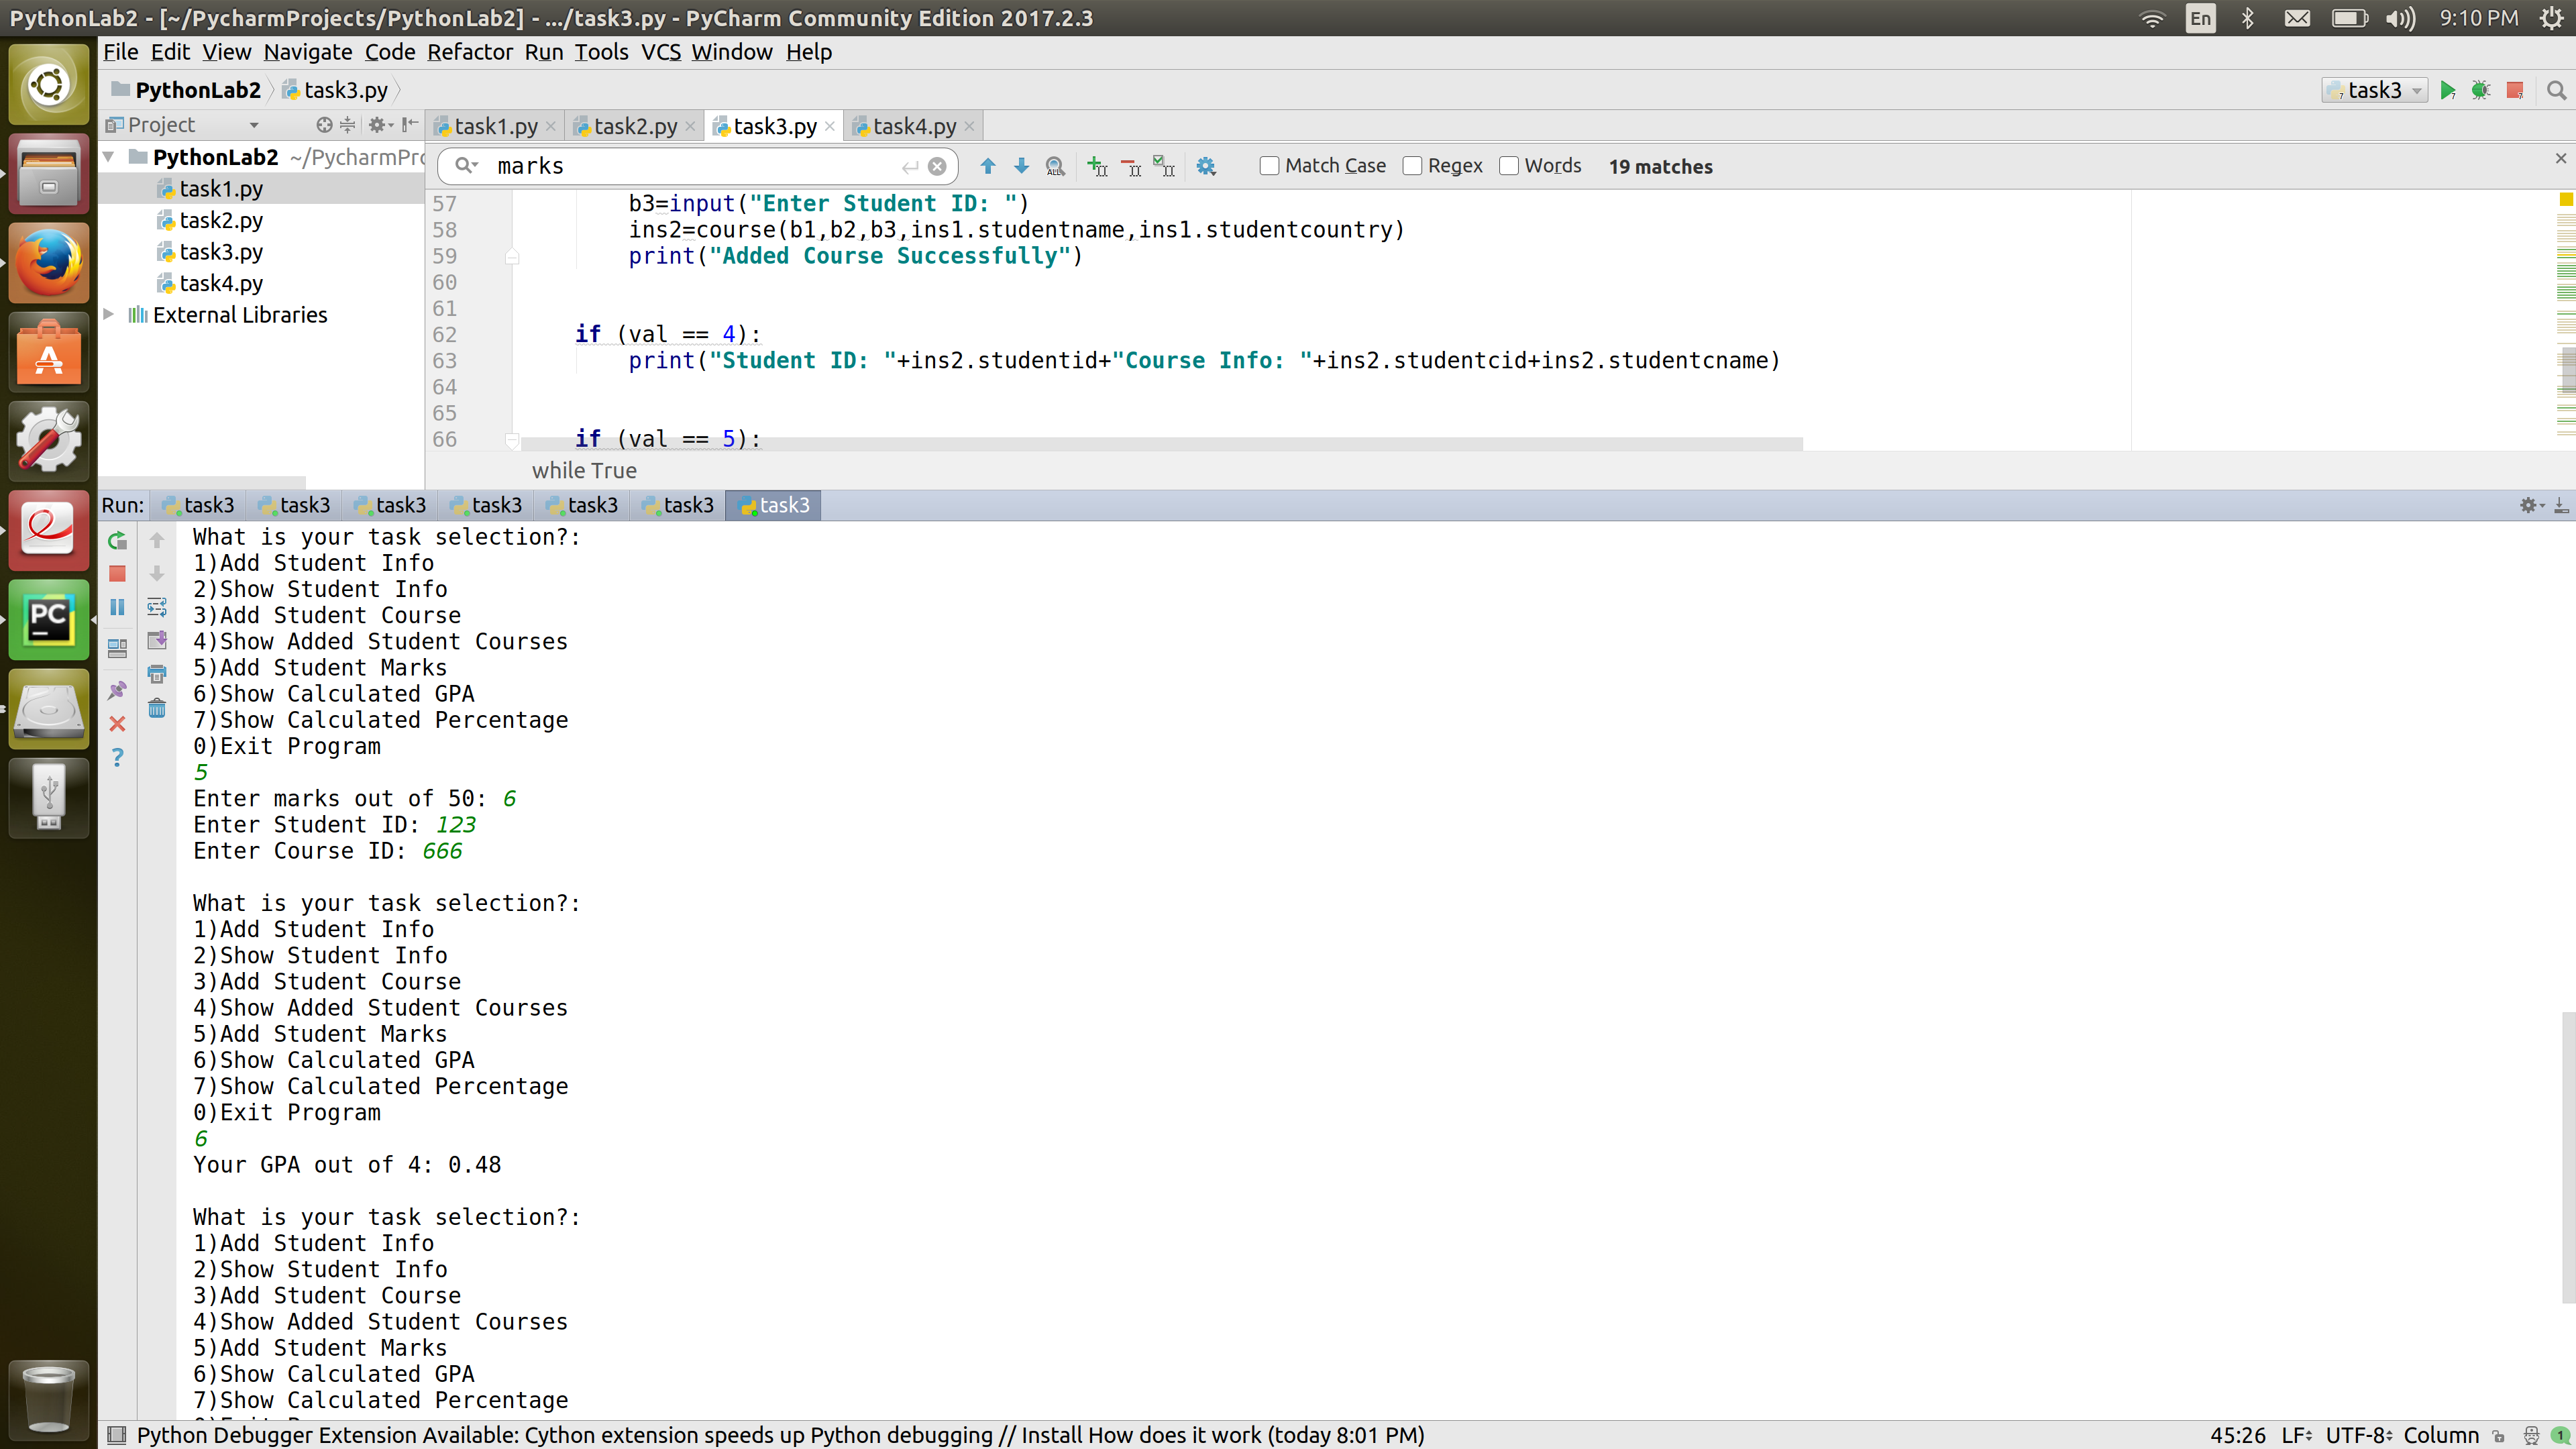 PythonLab2 - [~/PycharmProjects/PythonLab2] - .../task3.py - PyCharm Community Edition 2017.2.3
En
9:10 PM
File Edit View Navigate Code Refactor Run Tools VCS Window Help
PythonLab2 task3.py
task3
Project
task1.py task2.py task3.py task4.py
PythonLab2 ~/PycharmPro
task1.py
task2.py
task3.py
task4.py
External Libraries
marks
Match Case Regex Words 19 matches
57 b3=input("Enter Student ID: ")
58 ins2=course(b1,b2,b3,ins1.studentname,ins1.studentcountry)
59 print("Added Course Successfully")
60
61
62 if (val == 4):
63 print("Student ID: "+ins2.studentid+"Course Info: "+ins2.studentcid+ins2.studentcname)
64
65
66 if (val == 5):
while True
Run: task3 task3 task3 task3 task3 task3 task3
What is your task selection?:
1)Add Student Info
2)Show Student Info
3)Add Student Course
4)Show Added Student Courses
5)Add Student Marks
6)Show Calculated GPA
7)Show Calculated Percentage
0)Exit Program
5
Enter marks out of 50: 6
Enter Student ID: 123
Enter Course ID: 666
What is your task selection?:
1)Add Student Info
2)Show Student Info
3)Add Student Course
4)Show Added Student Courses
5)Add Student Marks
6)Show Calculated GPA
7)Show Calculated Percentage
0)Exit Program
6
Your GPA out of 4: 0.48
What is your task selection?:
1)Add Student Info
2)Show Student Info
3)Add Student Course
4)Show Added Student Courses
5)Add Student Marks
6)Show Calculated GPA
7)Show Calculated Percentage
PC
Python Debugger Extension Available: Cython extension speeds up Python debugging // Install How does it work (today 8:01 PM)
45:26 LF UTF-8 Column 1